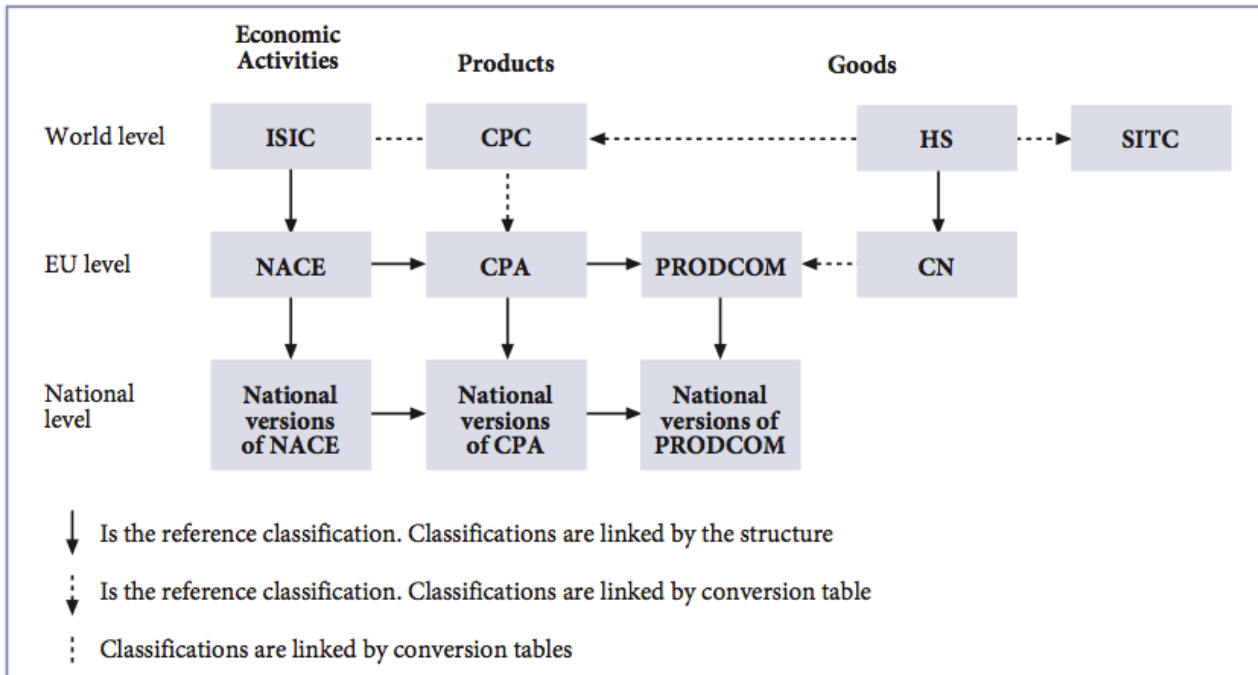 Economic
Activities
Products
Goods
World level
ISIC
CPC
HS
SITC
EU level
NACE
CPA
PRODCOM
CN
National
level
National
versions
of NACE
National
versions
of CPA
National
versions of
PRODCOM
Is the reference classification. Classifications are linked by the structure
Is the reference classification. Classifications are linked by conversion table
Classifications are linked by conversion tables